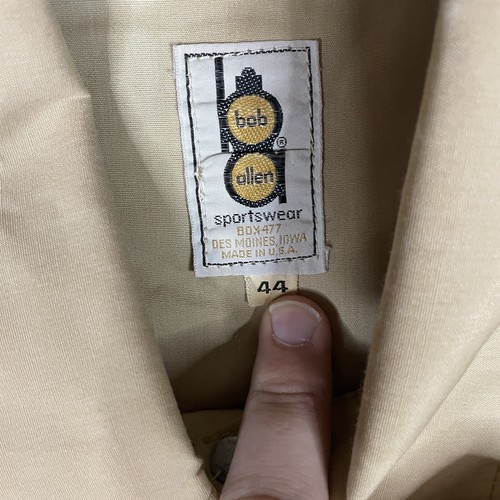 bob
®
allen
sportswear
BOX 477
DES MOINES, IOWA
MADE IN U.S.A.
44